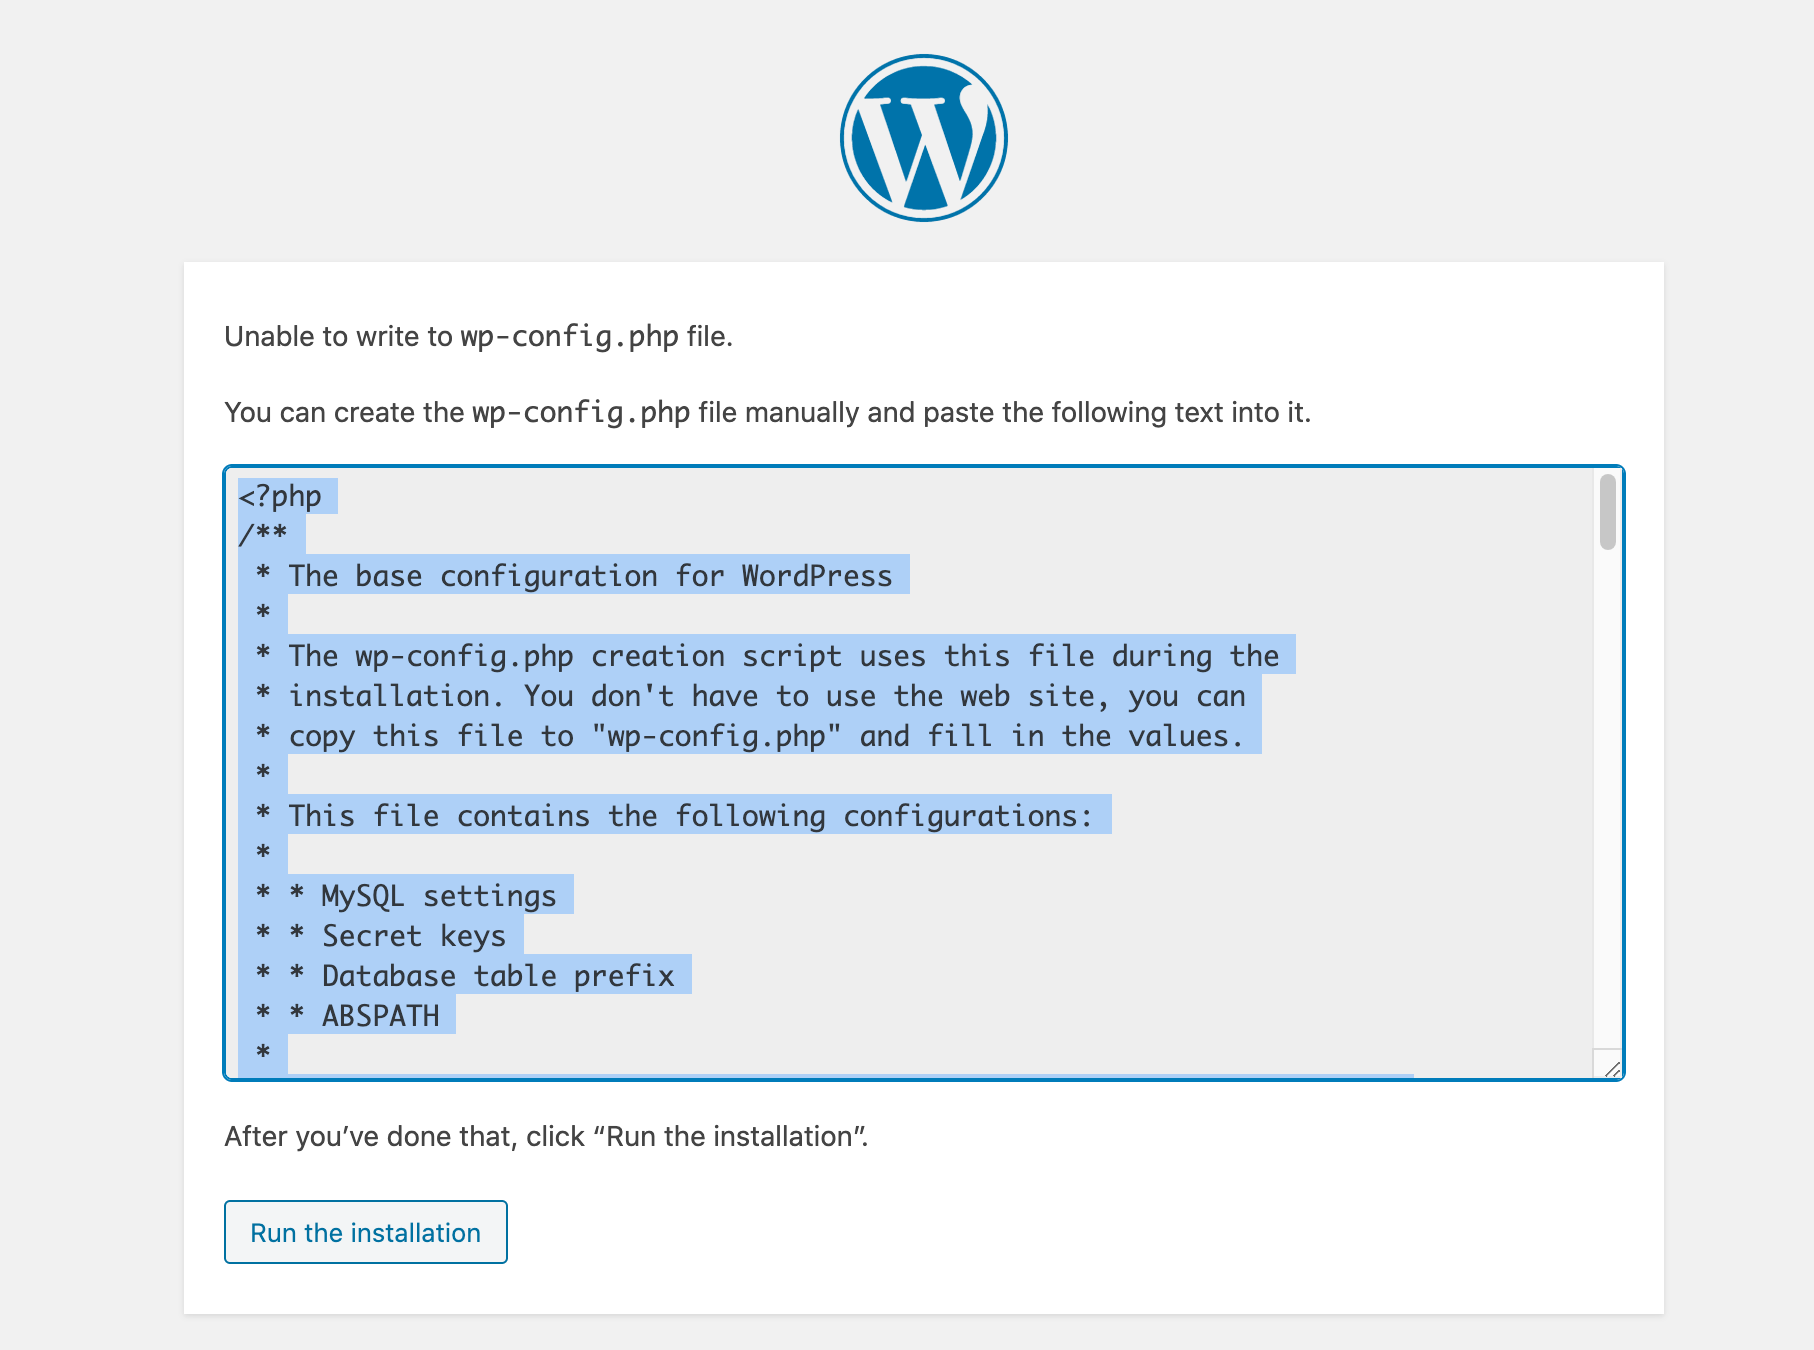 Unable to write to wp-config.php file.
You can create the wp-config.php file manually and paste the following text into it.
<?php
/**
 * The base configuration for WordPress
 *
 * The wp-config.php creation script uses this file during the
 * installation. You don't have to use the web site, you can
 * copy this file to "wp-config.php" and fill in the values.
 *
 * This file contains the following configurations:
 *
 * * MySQL settings
 * * Secret keys
 * * Database table prefix
 * * ABSPATH
 *
After you’ve done that, click “Run the installation”.
Run the installation